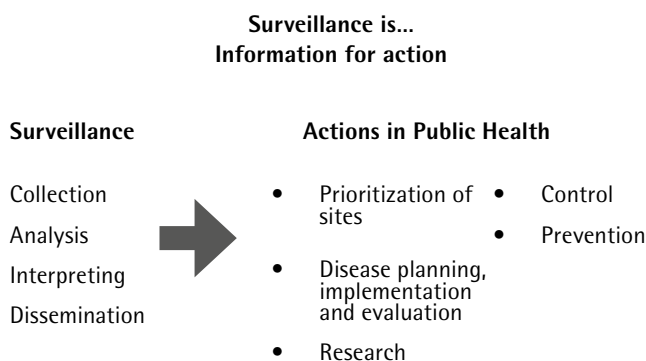 Surveillance is...
Information for action
Surveillance
Collection
Analysis
Interpreting
Dissemination
Actions in Public Health
• Prioritization of
sites
• Disease planning,
implementation
and evaluation
• Research
• Control
• Prevention